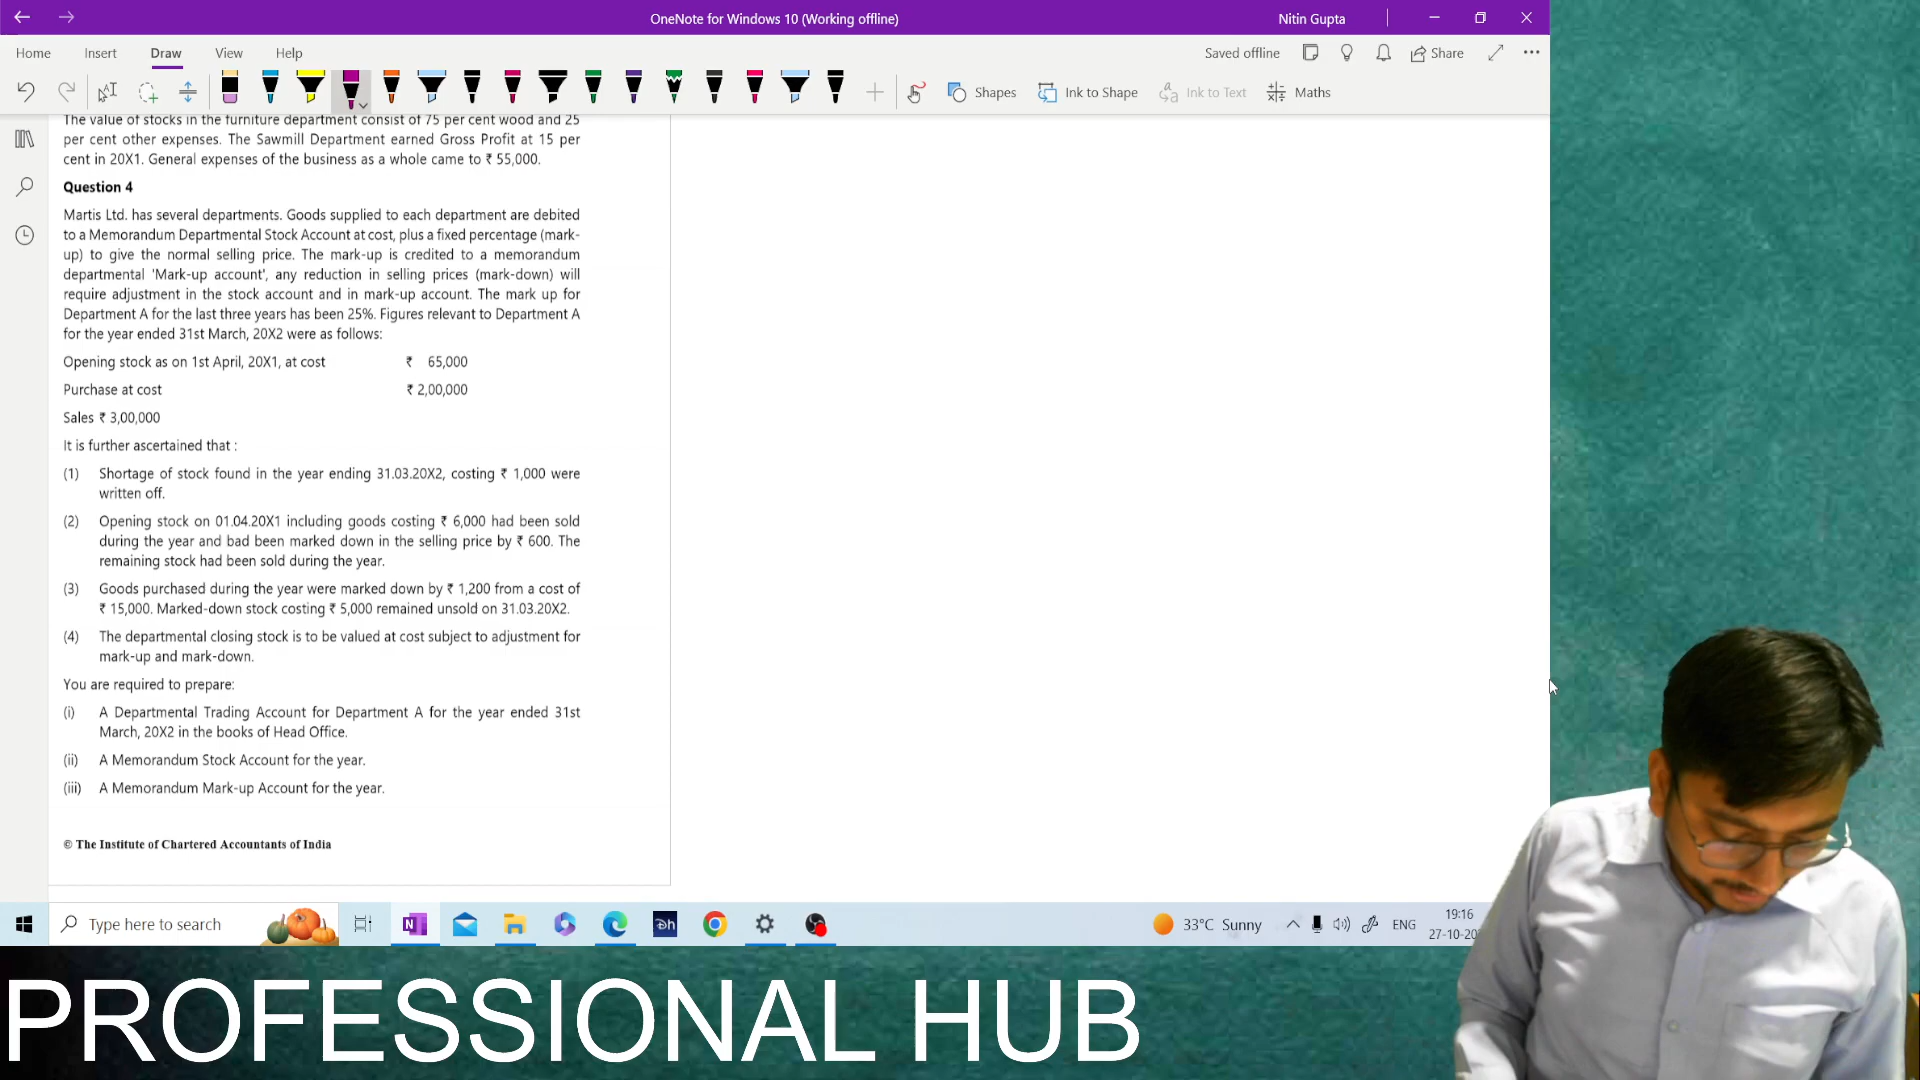 OneNote for Windows 10 (Working offline)
Nitin Gupta
Home Insert Draw View Help
Saved offline
Share
Shapes
Ink to Shape
Ink to Text
Maths
The value of stocks in the furniture department consist of 75 per cent wood and 25
per cent other expenses. The Sawmill Department earned Gross Profit at 15 per
cent in 20X1. General expenses of the business as a whole came to ₹ 55,000.
Question 4
Martis Ltd. has several departments. Goods supplied to each department are debited
to a Memorandum Departmental Stock Account at cost, plus a fixed percentage (mark-
up) to give the normal selling price. The mark-up is credited to a memorandum
departmental 'Mark-up account', any reduction in selling prices (mark-down) will
require adjustment in the stock account and in mark-up account. The mark up for
Department A for the last three years has been 25%. Figures relevant to Department A
for the year ended 31st March, 20X2 were as follows:
Opening stock as on 1st April, 20X1, at cost ₹ 65,000
Purchase at cost ₹ 2,00,000
Sales ₹ 3,00,000
It is further ascertained that :
(1) Shortage of stock found in the year ending 31.03.20X2, costing ₹ 1,000 were
written off.
(2) Opening stock on 01.04.20X1 including goods costing ₹ 6,000 had been sold
during the year and bad been marked down in the selling price by ₹ 600. The
remaining stock had been sold during the year.
(3) Goods purchased during the year were marked down by ₹ 1,200 from a cost of
₹ 15,000. Marked-down stock costing ₹ 5,000 remained unsold on 31.03.20X2.
(4) The departmental closing stock is to be valued at cost subject to adjustment for
mark-up and mark-down.
You are required to prepare:
(i) A Departmental Trading Account for Department A for the year ended 31st
March, 20X2 in the books of Head Office.
(ii) A Memorandum Stock Account for the year.
(iii) A Memorandum Mark-up Account for the year.
© The Institute of Chartered Accountants of India
Type here to search
33°C Sunny
ENG
19:16
27-10-20
PROFESSIONAL HUB